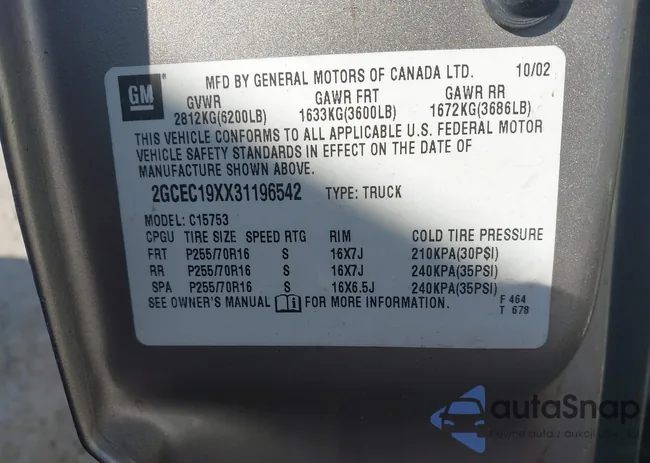 GM
MFD BY GENERAL MOTORS OF CANADA LTD. 10/02
GVWR GAWR FRT GAWR RR
2812KG(6200LB) 1633KG(3600LB) 1672KG(3686LB)
THIS VEHICLE CONFORMS TO ALL APPLICABLE U.S. FEDERAL MOTOR
VEHICLE SAFETY STANDARDS IN EFFECT ON THE DATE OF
MANUFACTURE SHOWN ABOVE.
2GCEC19XX31196542 TYPE: TRUCK
MODEL: C15753
CPGU TIRE SIZE SPEED RTG RIM COLD TIRE PRESSURE
FRT P255/70R16 S 16X7J 210KPA(30PSI)
RR P255/70R16 S 16X7J 240KPA(35PSI)
SPA P255/70R16 S 16X6.5J 240KPA(35PSI)
SEE OWNER'S MANUAL FOR MORE INFORMATION.
F 464
T 678
autaSnap